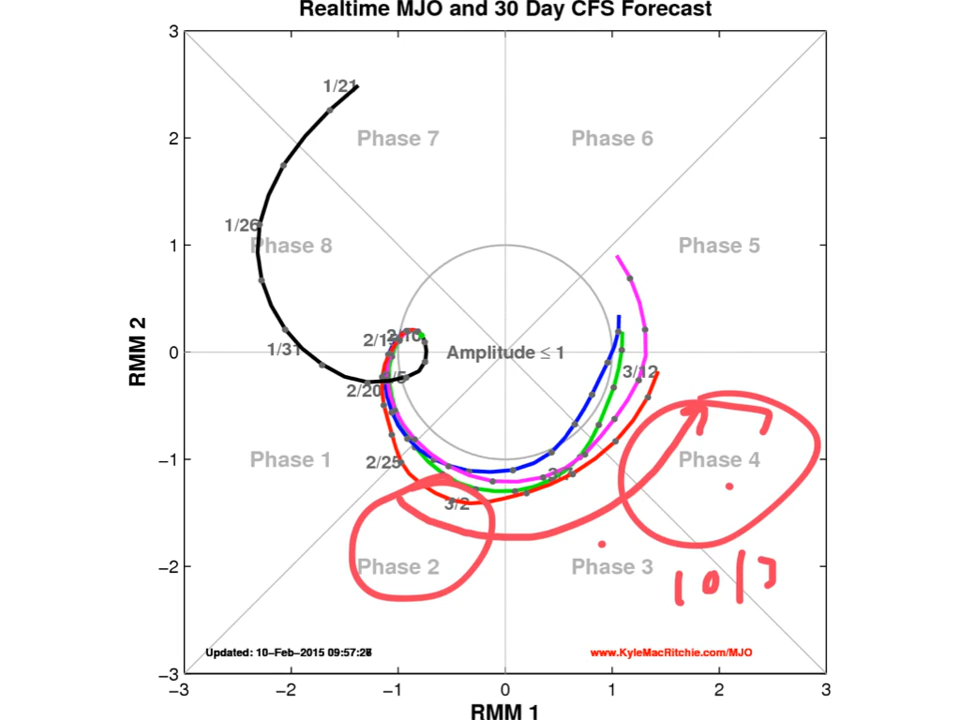 Realtime MJO and 30 Day CFS Forecast
3
2
1
0
−1
−2
−3
RMM 2
1/21
Phase 7
Phase 6
1/26
Phase 8
Phase 5
1/31
2/10
Amplitude ≤ 1
3/12
2/20
Phase 1
2/25
Phase 4
3/2
Phase 2
Phase 3
Updated: 10−Feb−2015
www.KyleMacRitchie.com/MJO
−3
−2
−1
0
1
2
3
RMM 1